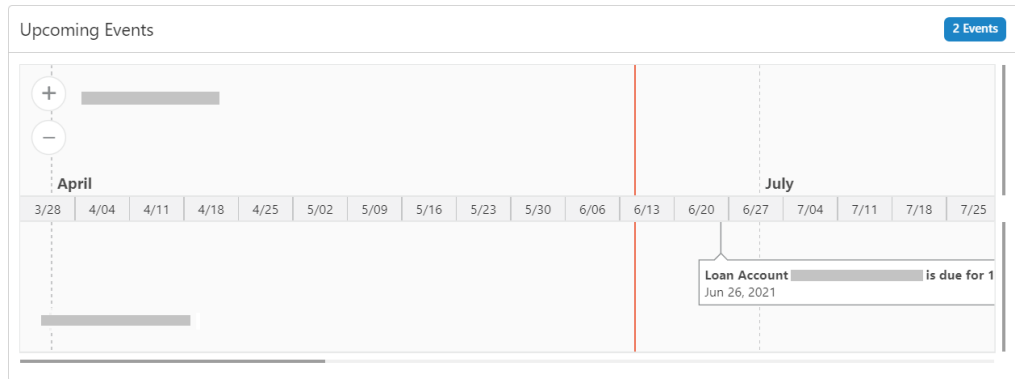 Upcoming Events
2 Events
+
−
April
July
3/28 4/04 4/11 4/18 4/25 5/02 5/09 5/16 5/23 5/30 6/06 6/13 6/20 6/27 7/04 7/11 7/18 7/25
Loan Account is due for 1
Jun 26, 2021